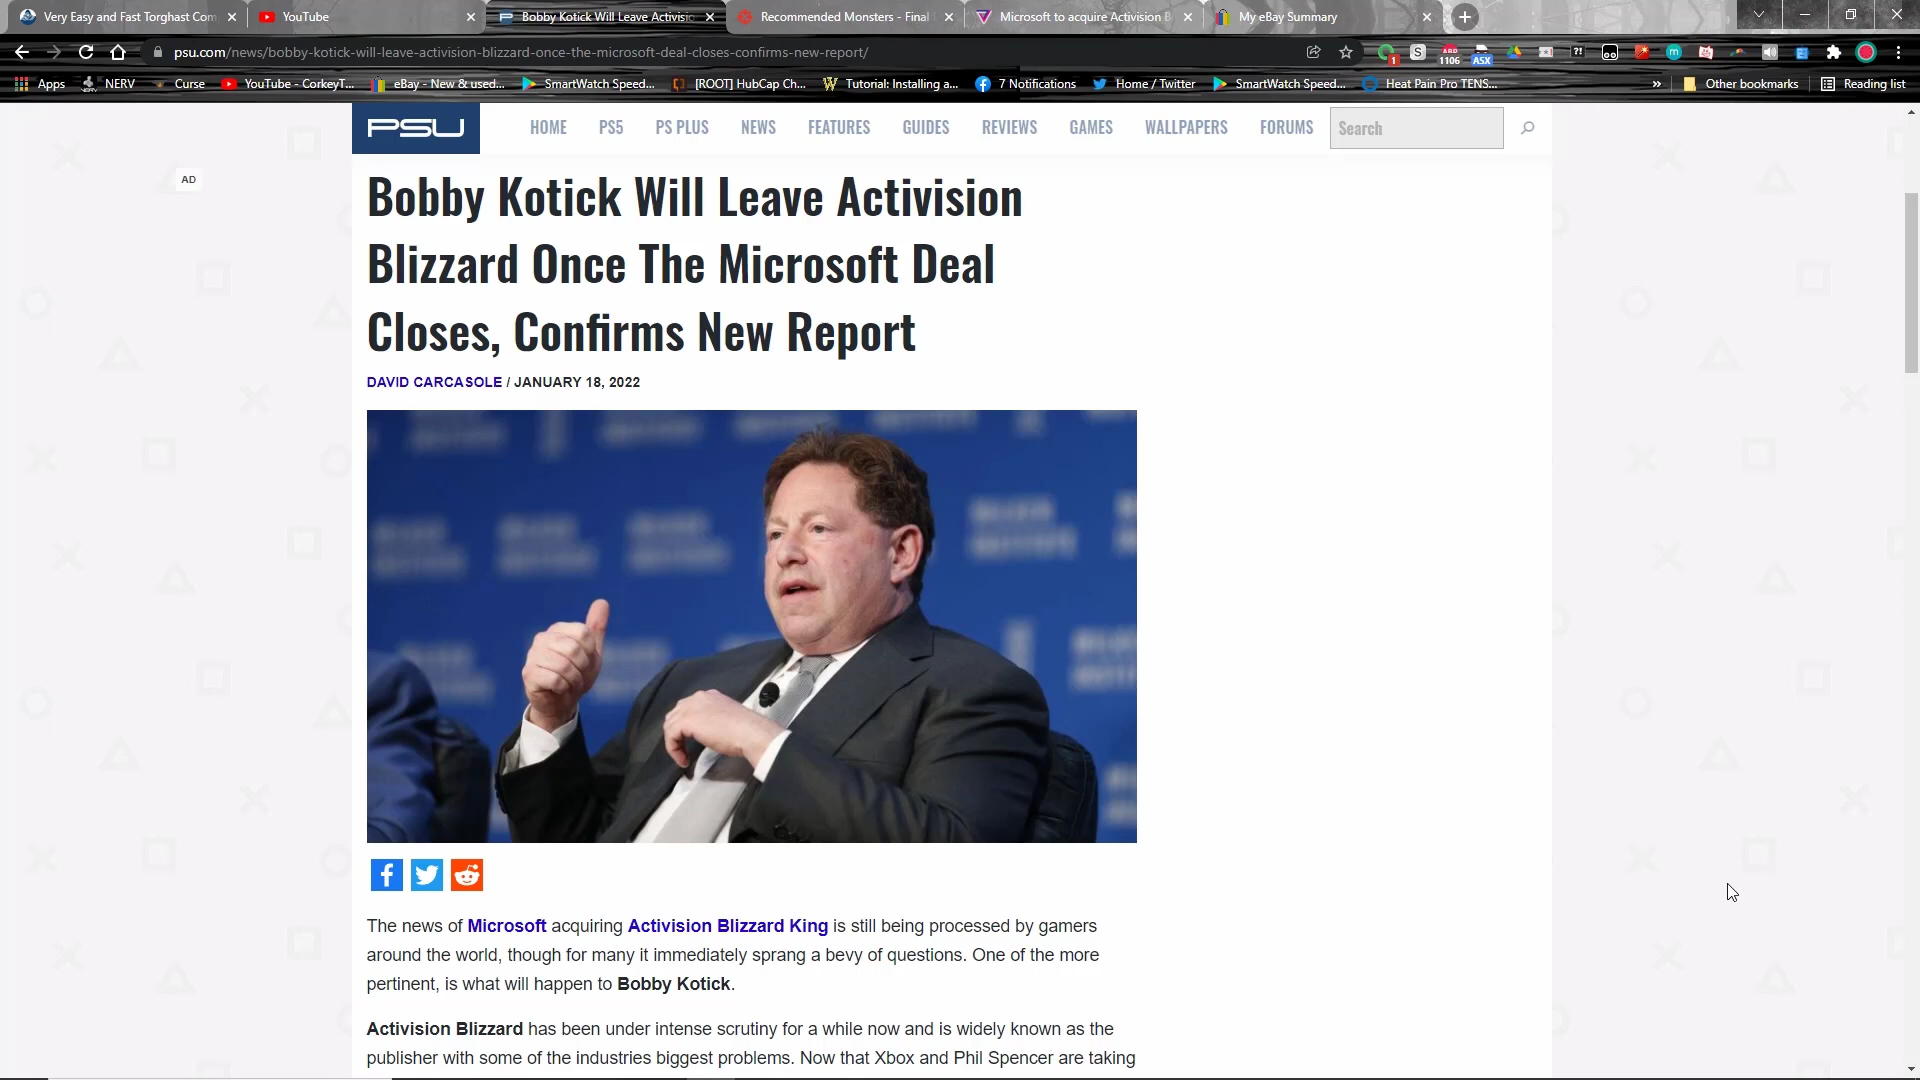 Very Easy and Fast Torghast Com
YouTube
Bobby Kotick Will Leave Activisio
Recommended Monsters - Final
Microsoft to acquire Activision B
My eBay Summary
psu.com/news/bobby-kotick-will-leave-activision-blizzard-once-the-microsoft-deal-closes-confirms-new-report/
1
S
ABP
1106
ASX
?!
m
Apps
NERV
Curse
YouTube - CorkeyT...
eBay - New & used...
SmartWatch Speed...
[ROOT] HubCap Ch...
Tutorial: Installing a...
7 Notifications
Home / Twitter
SmartWatch Speed...
Heat Pain Pro TENS...
»
Other bookmarks
Reading list
PSU
HOME
PS5
PS PLUS
NEWS
FEATURES
GUIDES
REVIEWS
GAMES
WALLPAPERS
FORUMS
Search
AD
Bobby Kotick Will Leave Activision
Blizzard Once The Microsoft Deal
Closes, Confirms New Report
DAVID CARCASOLE / JANUARY 18, 2022
The news of Microsoft acquiring Activision Blizzard King is still being processed by gamers
around the world, though for many it immediately sprang a bevy of questions. One of the more
pertinent, is what will happen to Bobby Kotick.
Activision Blizzard has been under intense scrutiny for a while now and is widely known as the
publisher with some of the industries biggest problems. Now that Xbox and Phil Spencer are taking